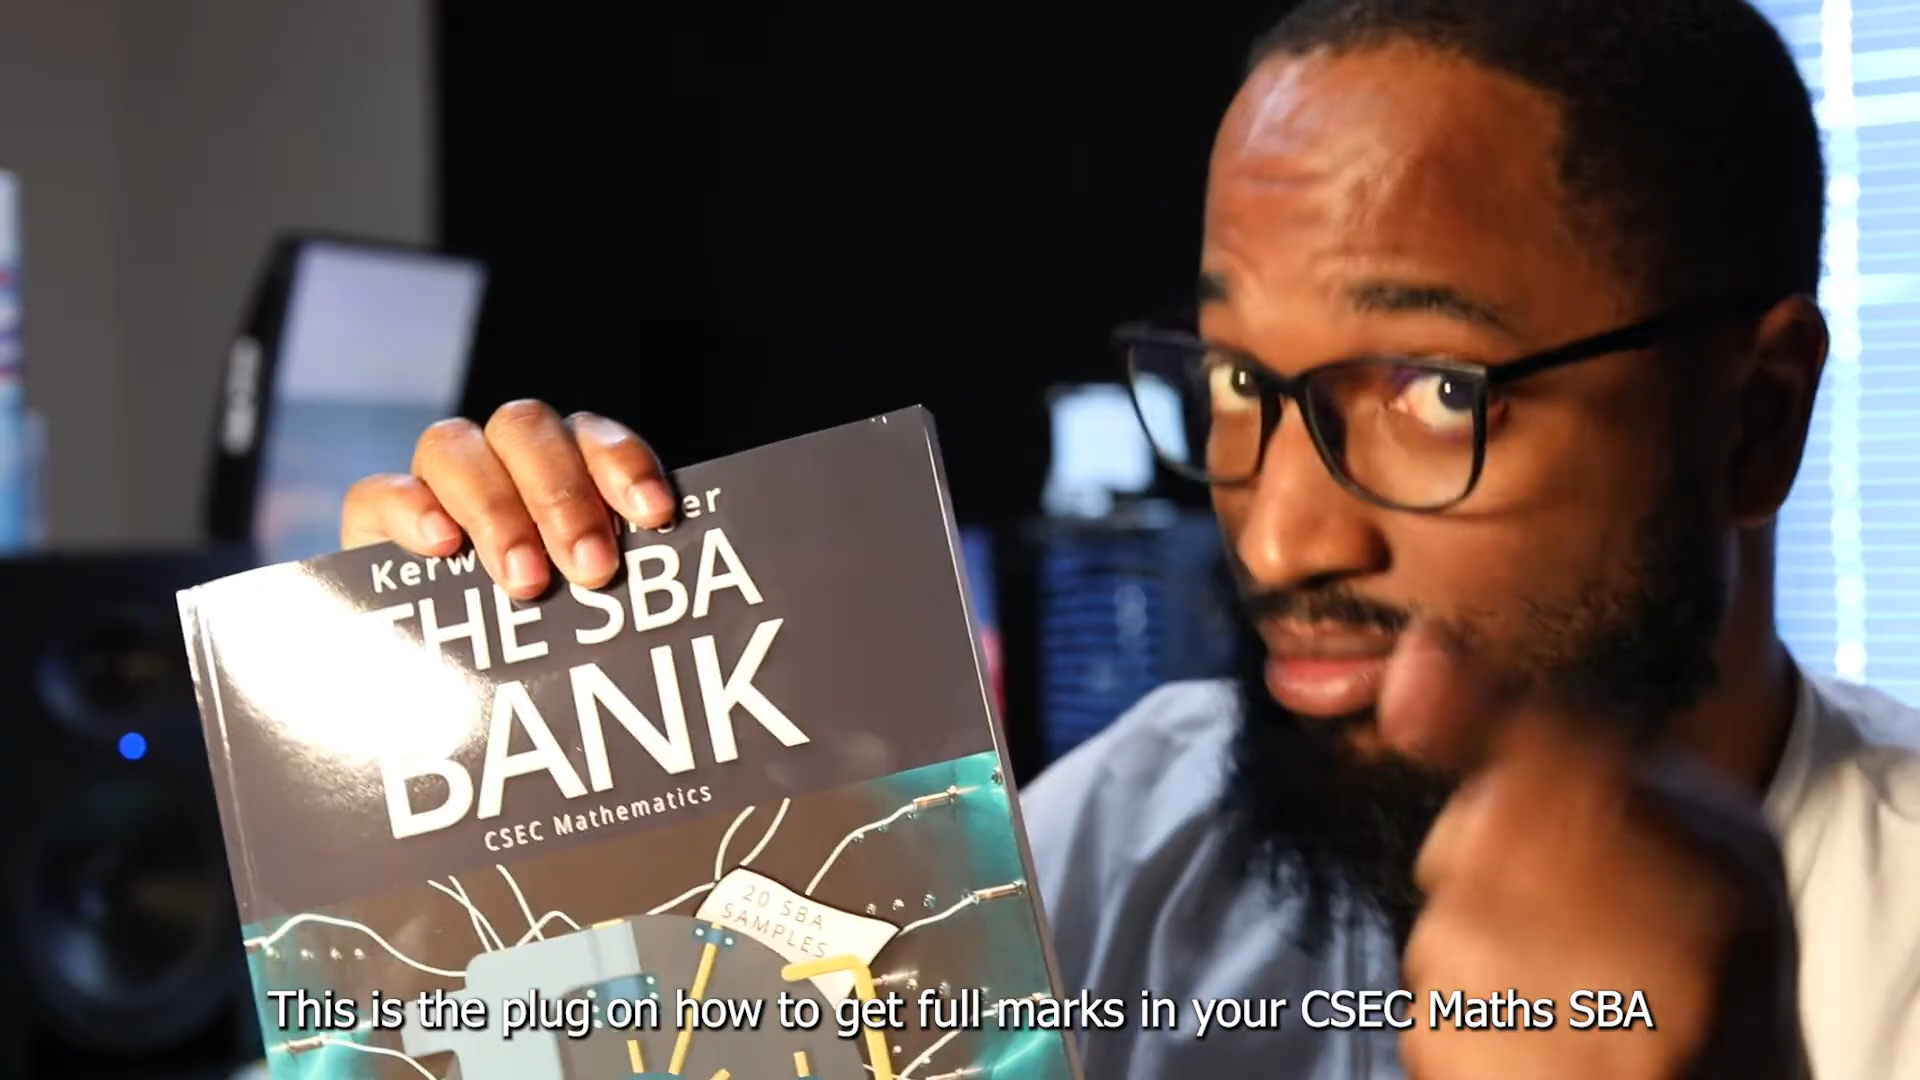 THE SBA
BANK
CSEC Mathematics
20 SBA
SAMPLES
This is the plug on how to get full marks in your CSEC Maths SBA